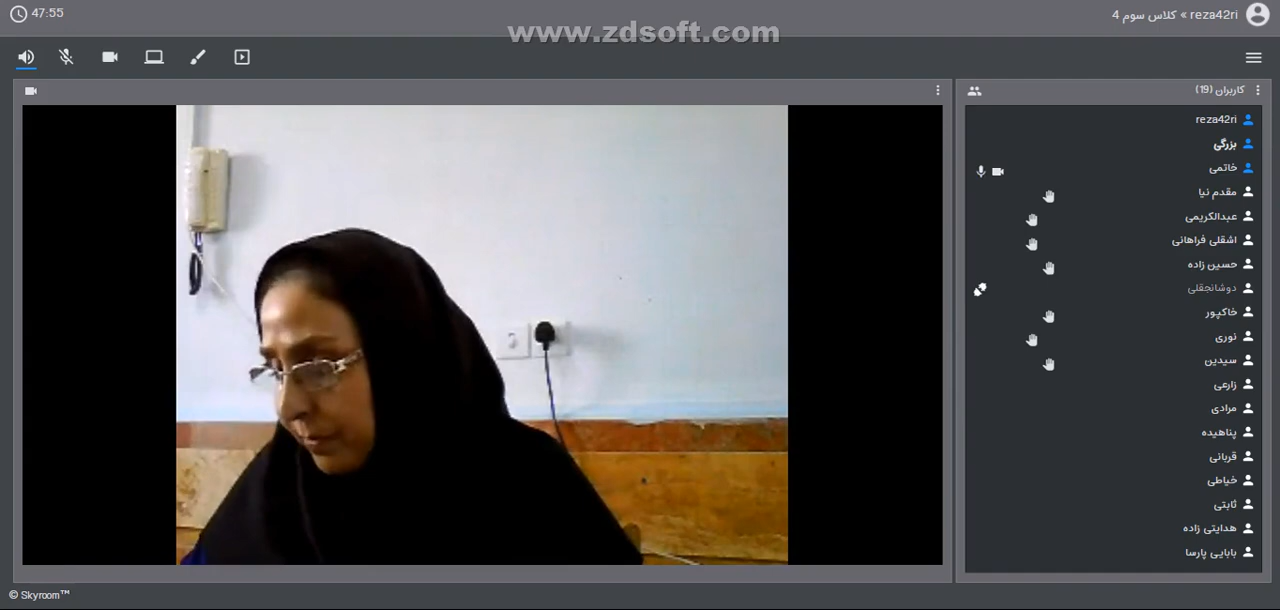 47:55
www.zdsoft.com
reza42ri » کلاس سوم 4
کاربران (19)
reza42ri
بزرگی
خاتمی
مقدم نیا
عبدالکریمی
اشقلی فراهانی
حسین زاده
دوشانجقلی
خاکپور
نوری
سیدین
زارعی
مرادی
پناهیده
قربانی
خیاطی
ثابتی
هدایتی زاده
بابایی پارسا
© Skyroom™